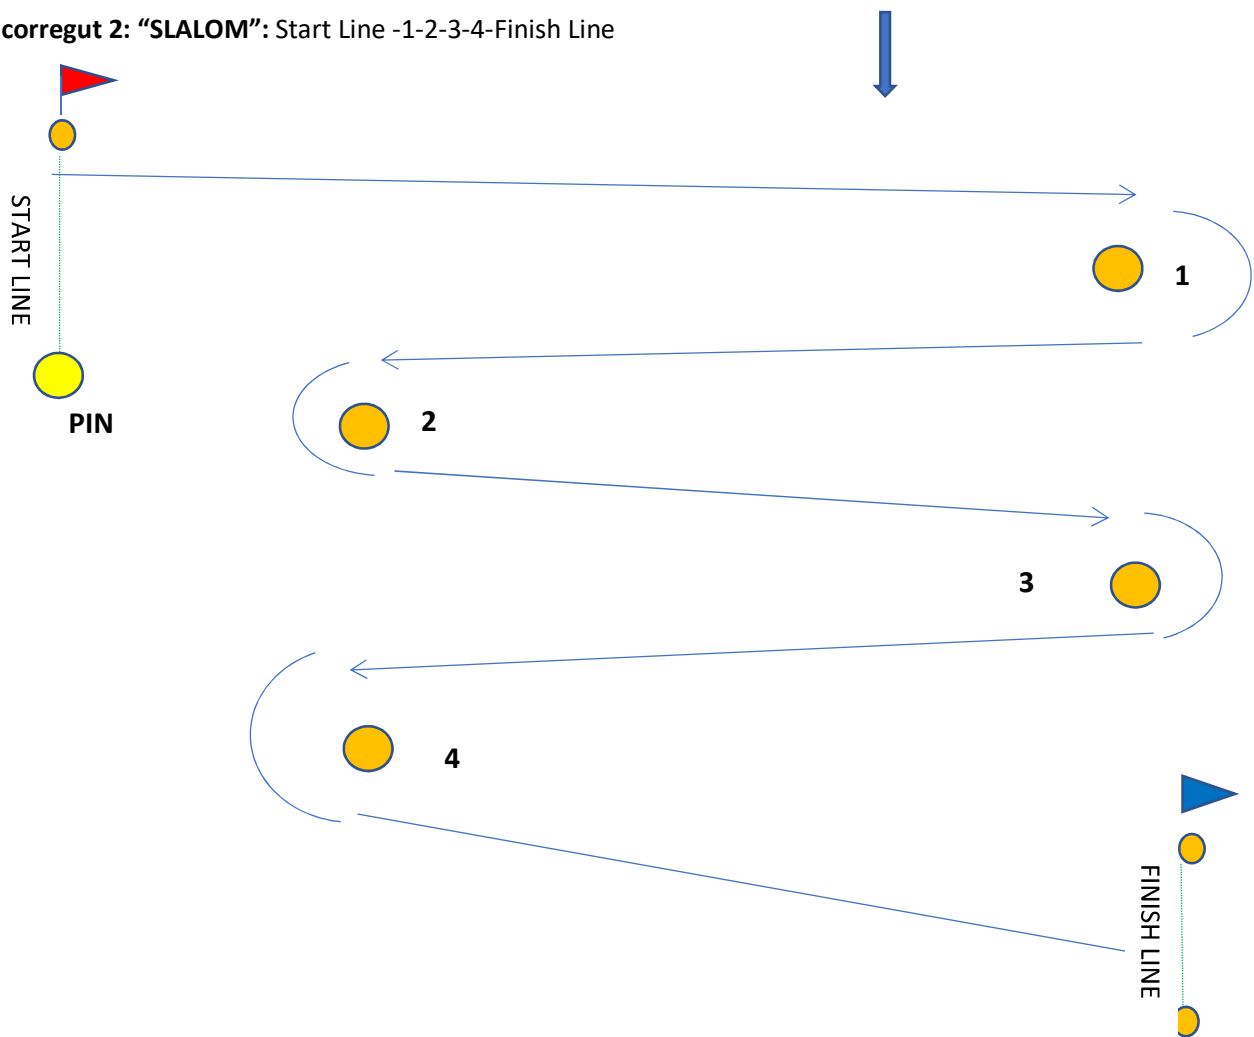 corregut 2: “SLALOM”: Start Line -1-2-3-4-Finish Line
START LINE
1
PIN
2
3
4
FINISH LINE